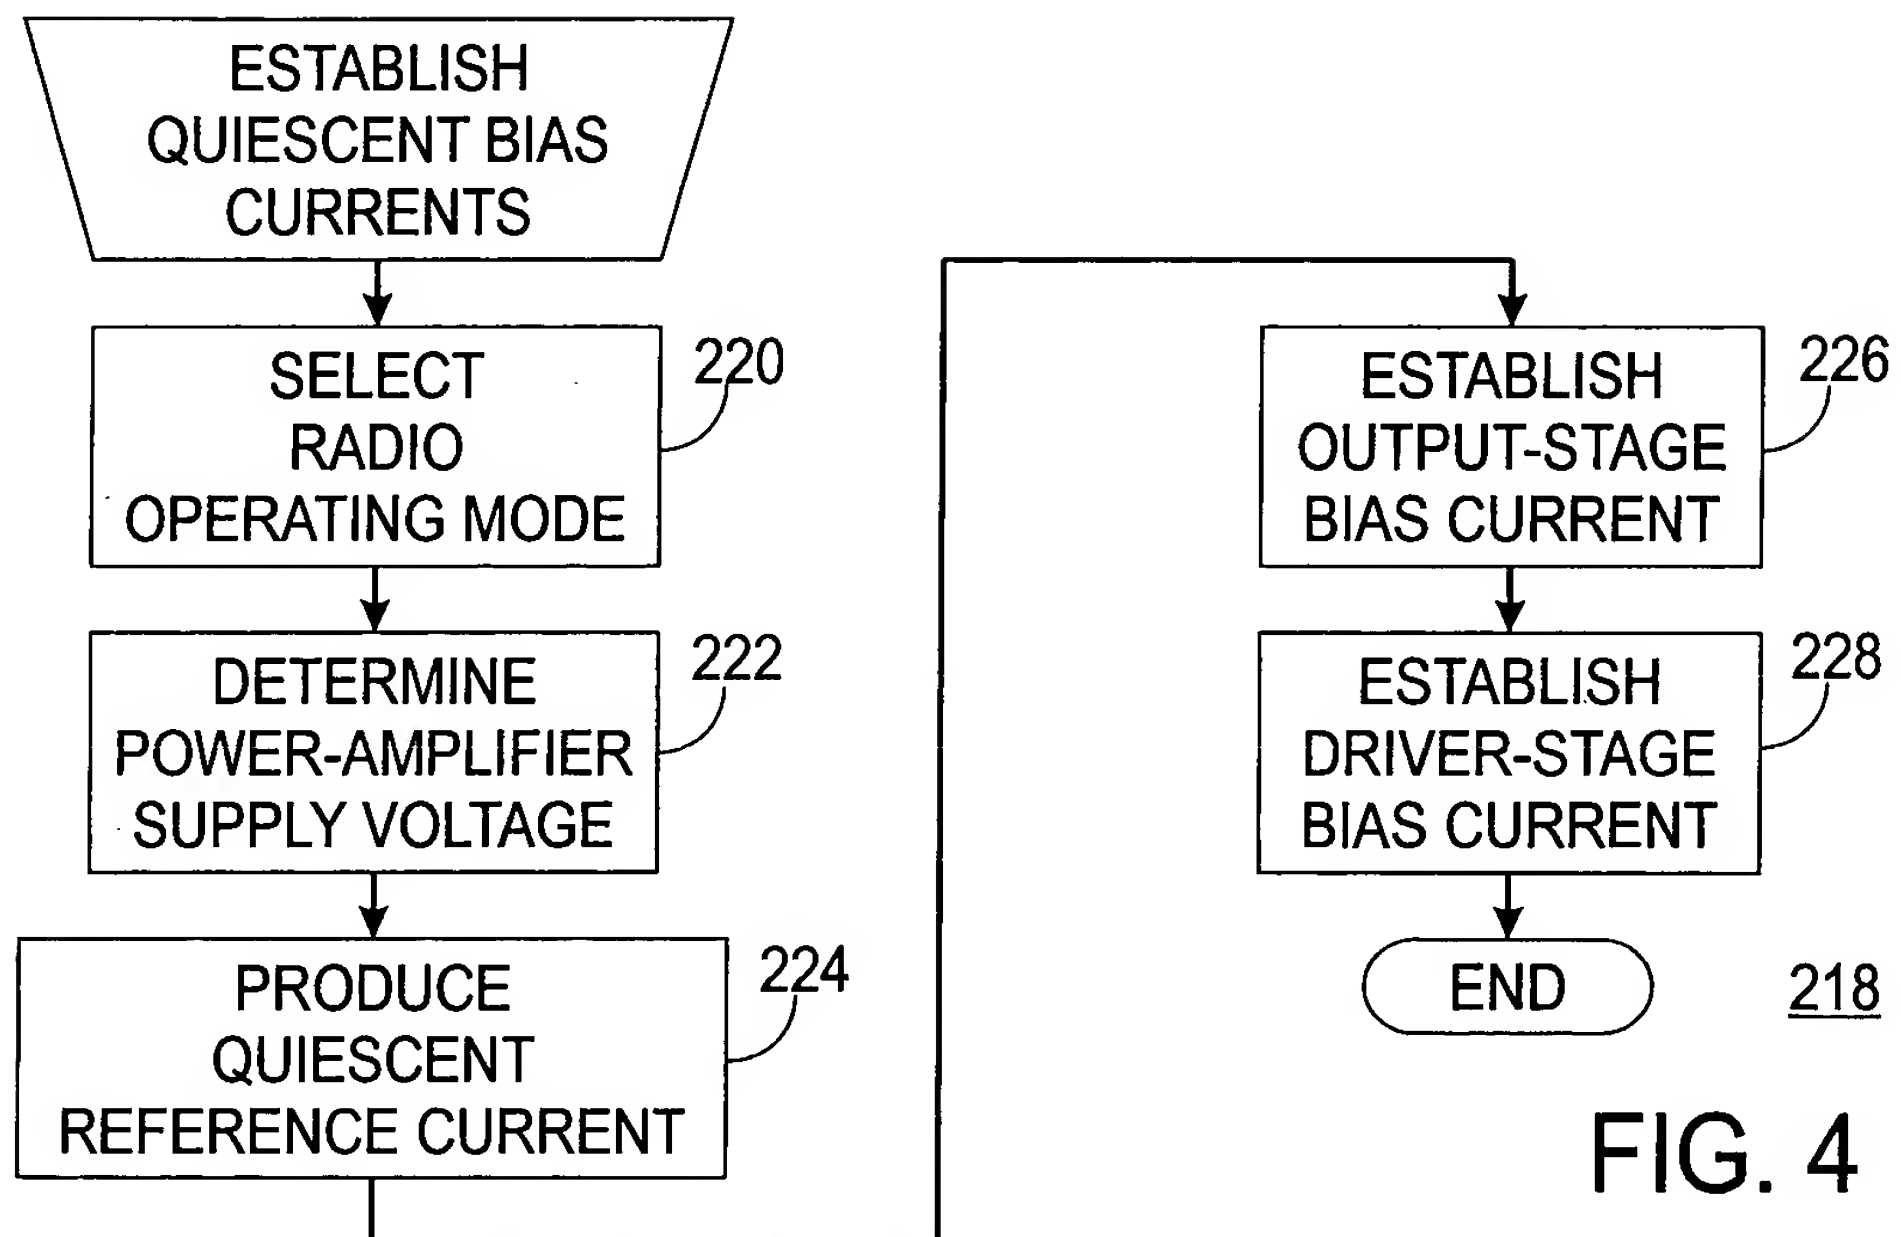 ESTABLISH
QUIESCENT BIAS
CURRENTS
SELECT
RADIO
OPERATING MODE
220
DETERMINE
POWER-AMPLIFIER
SUPPLY VOLTAGE
222
PRODUCE
QUIESCENT
REFERENCE CURRENT
224
ESTABLISH
OUTPUT-STAGE
BIAS CURRENT
226
ESTABLISH
DRIVER-STAGE
BIAS CURRENT
228
END
218
FIG. 4